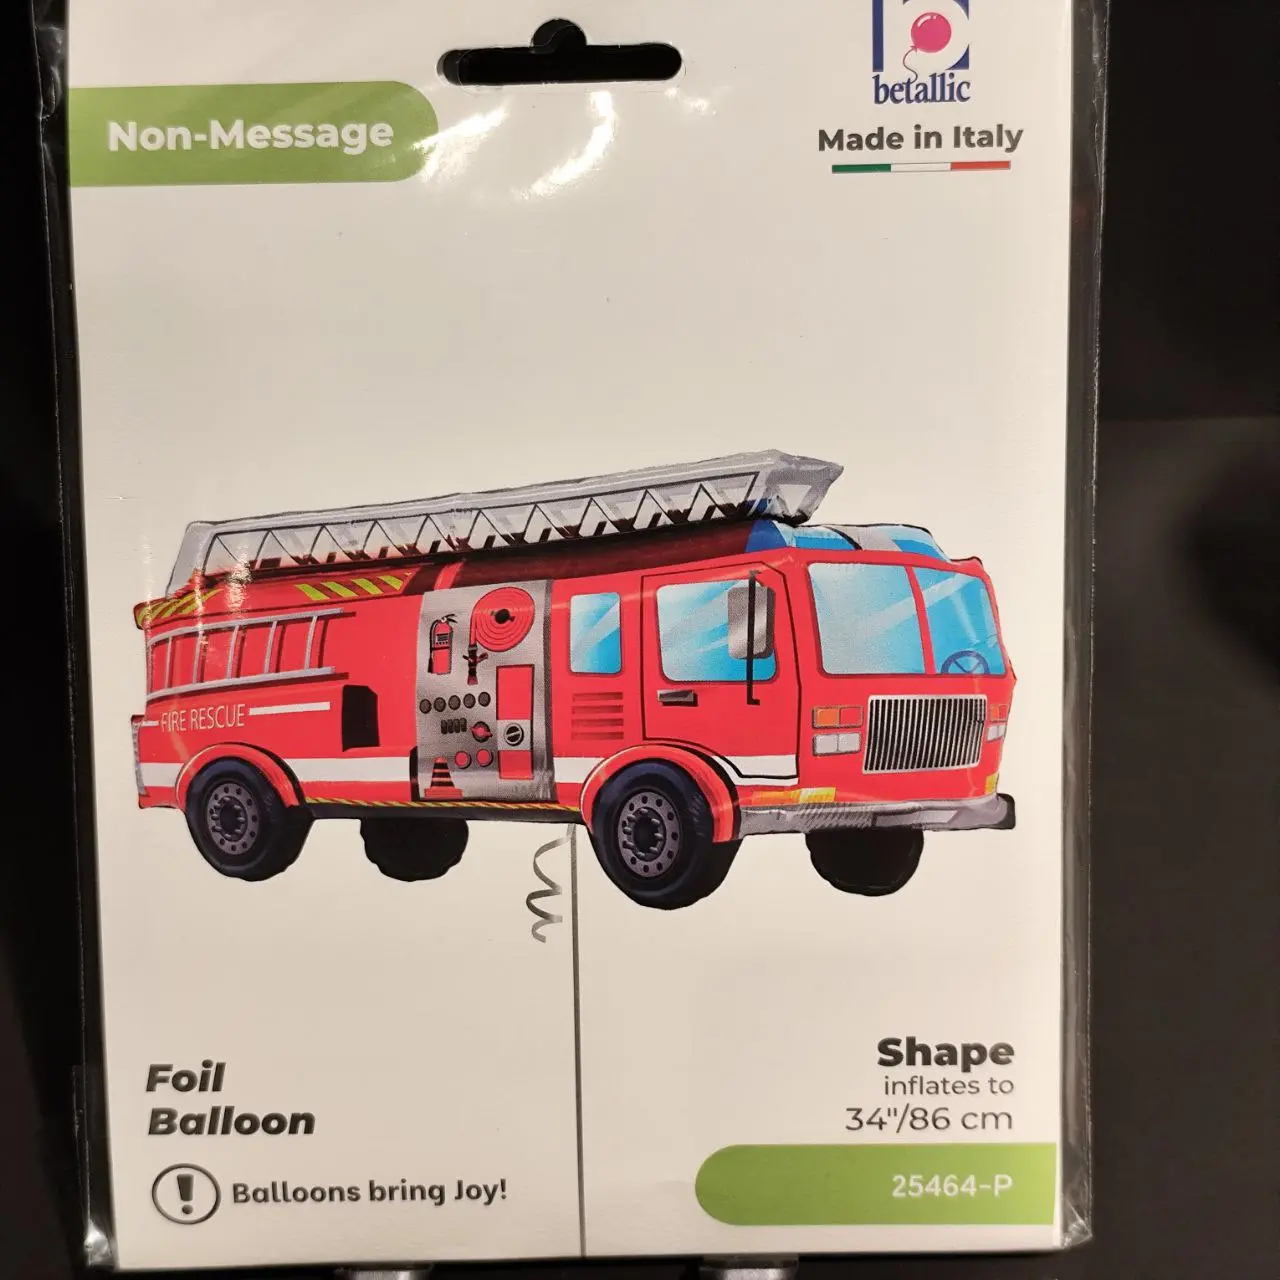 betallic
Non-Message
Made in Italy
FIRE RESCUE
Foil
Balloon
Shape
inflates to
34"/86 cm
Balloons bring Joy!
25464-P